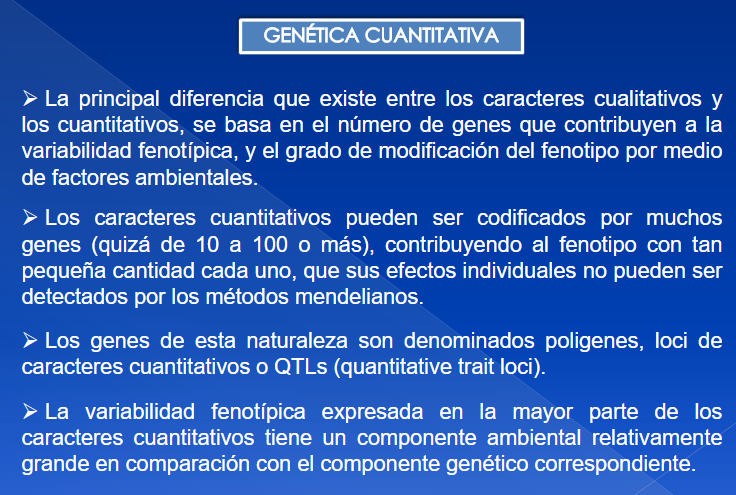 GENÉTICA CUANTITATIVA
➢ La principal diferencia que existe entre los caracteres cualitativos y
los cuantitativos, se basa en el número de genes que contribuyen a la
variabilidad fenotípica, y el grado de modificación del fenotipo por medio
de factores ambientales.
➢ Los caracteres cuantitativos pueden ser codificados por muchos
genes (quizá de 10 a 100 o más), contribuyendo al fenotipo con tan
pequeña cantidad cada uno, que sus efectos individuales no pueden ser
detectados por los métodos mendelianos.
➢ Los genes de esta naturaleza son denominados poligenes, loci de
caracteres cuantitativos o QTLs (quantitative trait loci).
➢ La variabilidad fenotípica expresada en la mayor parte de los
caracteres cuantitativos tiene un componente ambiental relativamente
grande en comparación con el componente genético correspondiente.